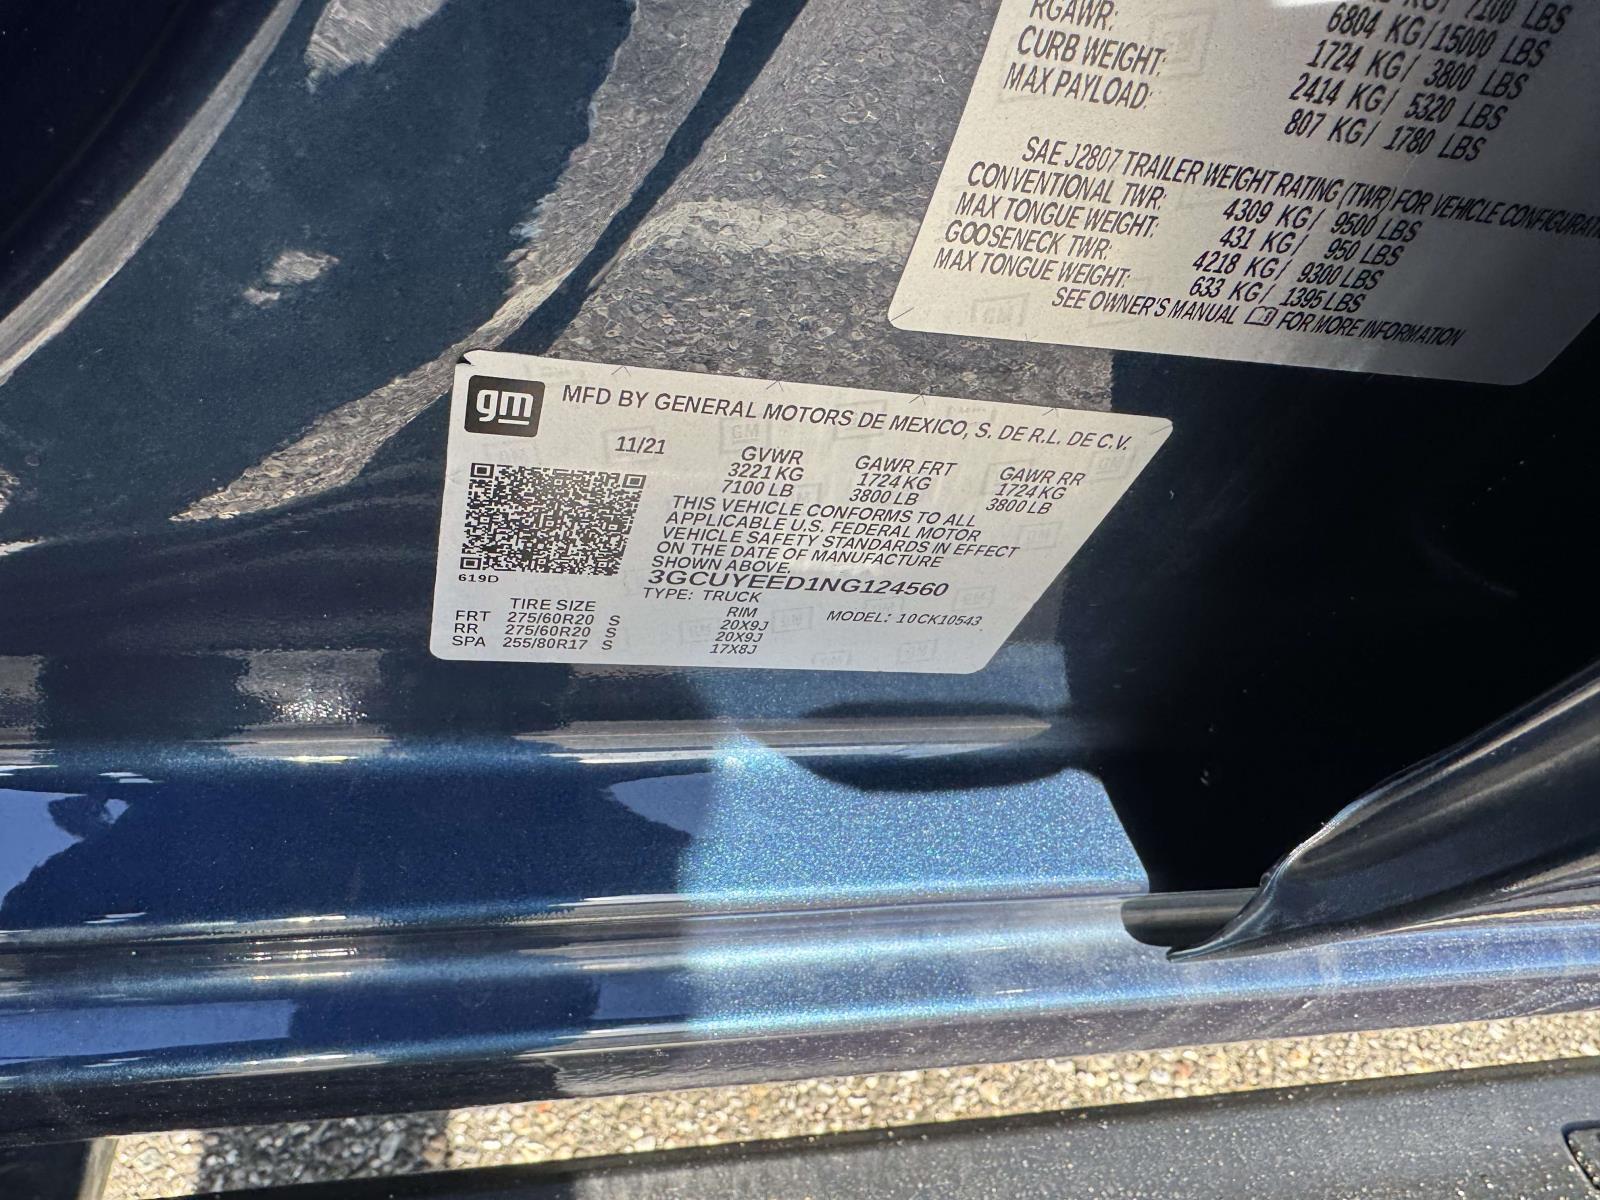 7100 LBS
RGAWR: 6804 KG/15000 LBS
CURB WEIGHT: 1724 KG/ 3800 LBS
MAX PAYLOAD: 2414 KG/ 5320 LBS
807 KG/ 1780 LBS
SAE J2807 TRAILER WEIGHT RATING (TWR) FOR VEHICLE
CONVENTIONAL TWR: 4309 KG/ 9500 LBS
MAX TONGUE WEIGHT: 431 KG/ 950 LBS
GOOSENECK TWR: 4218 KG/ 9300 LBS
MAX TONGUE WEIGHT: 633 KG/ 1395 LBS
SEE OWNER'S MANUAL FOR MORE INFORMATION
gm
MFD BY GENERAL MOTORS DE MEXICO, S. DE R.L. DE C.V.
11/21
GVWR GAWR FRT GAWR RR
3221 KG 1724 KG 1724 KG
7100 LB 3800 LB 3800 LB
THIS VEHICLE CONFORMS TO ALL
APPLICABLE U.S. FEDERAL MOTOR
VEHICLE SAFETY STANDARDS IN EFFECT
ON THE DATE OF MANUFACTURE
SHOWN ABOVE.
619D
3GCUYEED1NG124560
TYPE: TRUCK
TIRE SIZE RIM MODEL: 10CK10543
FRT 275/60R20 S 20X9J
RR 275/60R20 S 20X9J
SPA 255/80R17 S 17X8J